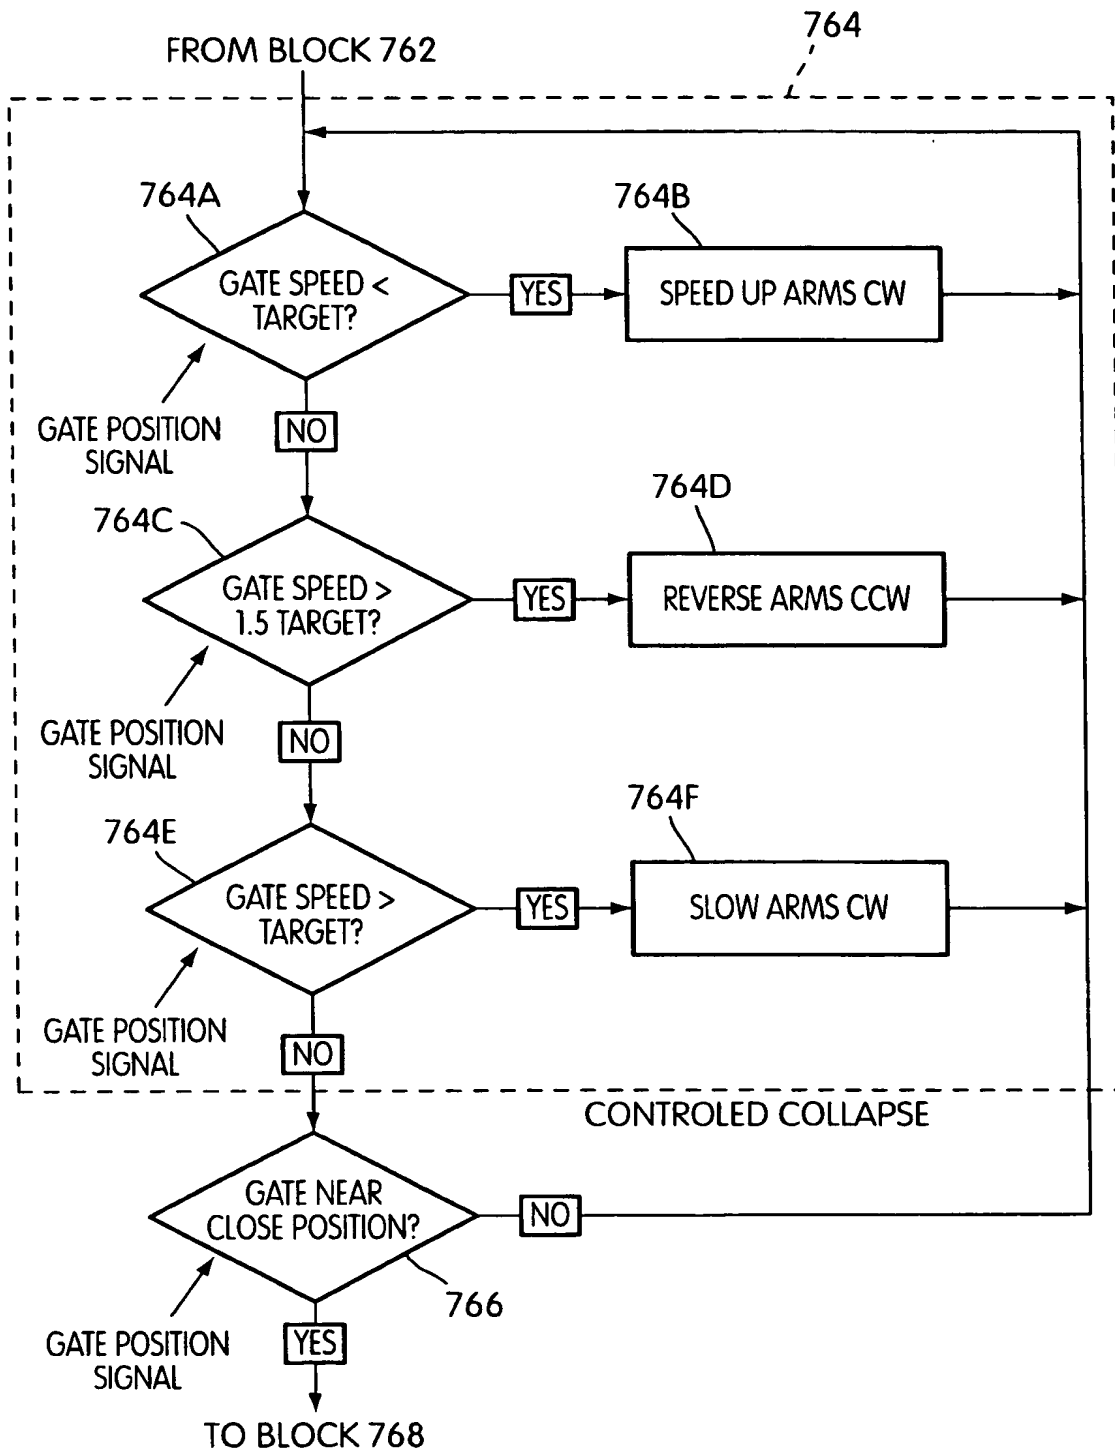 764
FROM BLOCK 762
764A
764B
GATE SPEED <
TARGET?
YES
SPEED UP ARMS CW
GATE POSITION
SIGNAL
NO
764C
764D
GATE SPEED >
1.5 TARGET?
YES
REVERSE ARMS CCW
GATE POSITION
SIGNAL
NO
764E
764F
GATE SPEED >
TARGET?
YES
SLOW ARMS CW
GATE POSITION
SIGNAL
NO
CONTROLED COLLAPSE
GATE NEAR
CLOSE POSITION?
NO
766
GATE POSITION
SIGNAL
YES
TO BLOCK 768